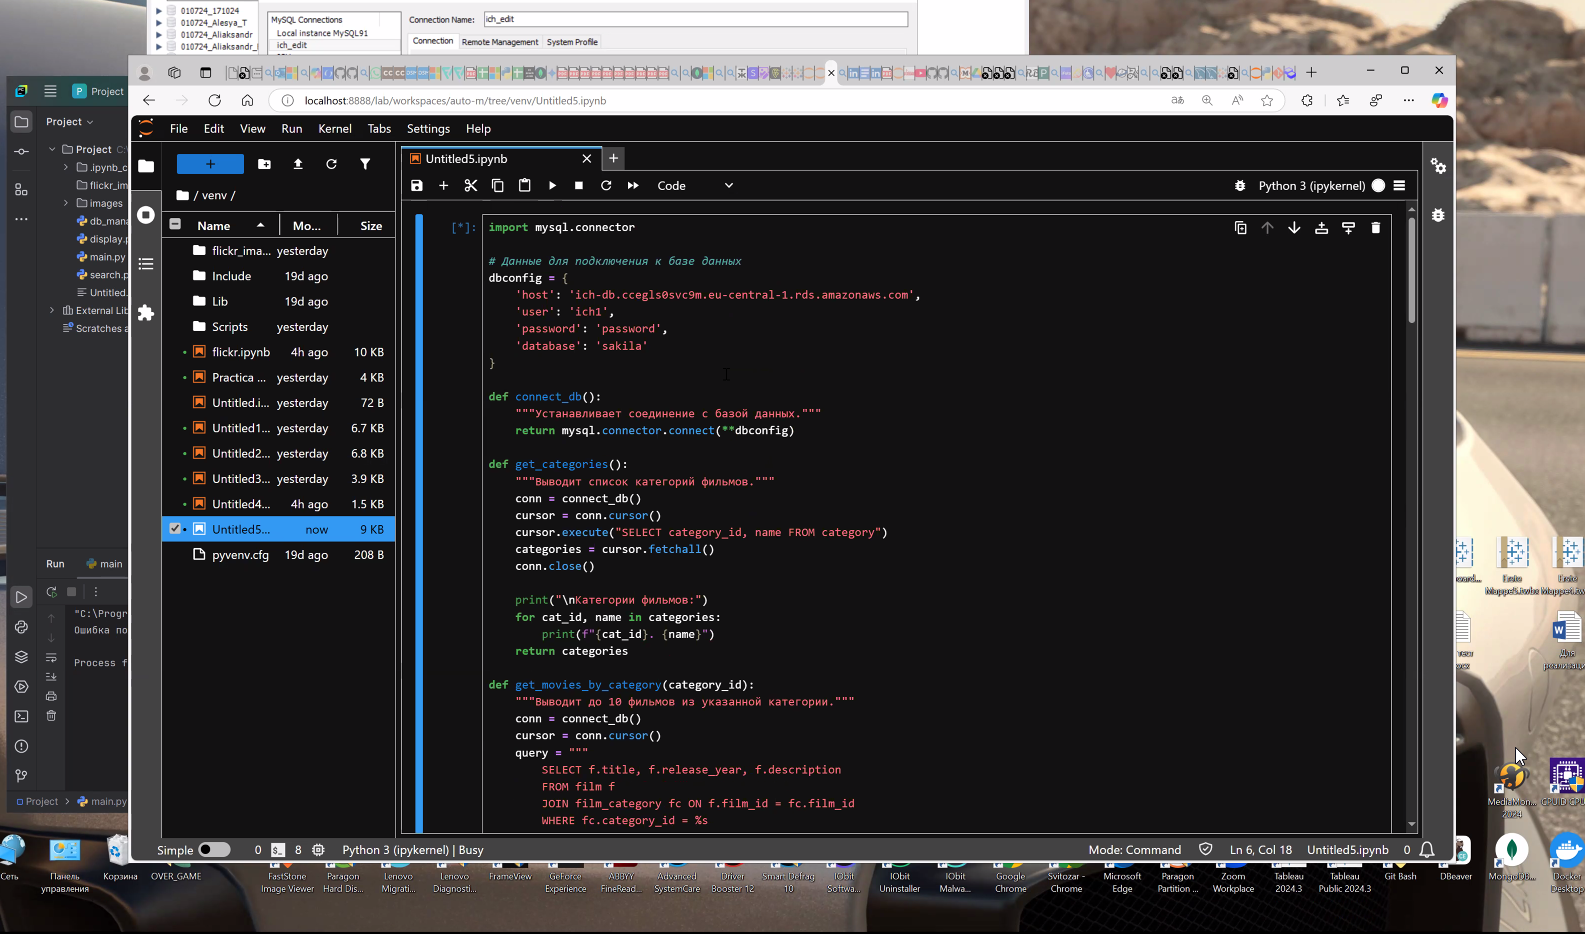 010724_171024
010724_Alesya_T
010724_Aliaksandr
010724_Aliaksandr_
MySQL Connections
Local instance MySQL91
ich_edit
Connection Name:
ich_edit
Connection
Remote Management
System Profile
localhost:8888/lab/workspaces/auto-m/tree/venv/Untitled5.ipynb
File Edit View Run Kernel Tabs Settings Help
P Project
Project
Project C:
.ipynb_c
flickr_im
images
db_mana
display.p
main.py
search.p
Untitled.
External Lib
Scratches a
Run
main
"C:\Progr
Ошибка по
Process f
Project > main.py
/ venv /
Name Mo... Size
flickr_ima... yesterday
Include 19d ago
Lib 19d ago
Scripts yesterday
flickr.ipynb 4h ago 10 KB
Practica ... yesterday 4 KB
Untitled.i... yesterday 72 B
Untitled1... yesterday 6.7 KB
Untitled2... yesterday 6.8 KB
Untitled3... yesterday 3.9 KB
Untitled4... 4h ago 1.5 KB
Untitled5... now 9 KB
pyvenv.cfg 19d ago 208 B
Untitled5.ipynb
Code
Python 3 (ipykernel)
[*]:
import mysql.connector
# Данные для подключения к базе данных
dbconfig = {
'host': 'ich-db.ccegls0svc9m.eu-central-1.rds.amazonaws.com',
'user': 'ich1',
'password': 'password',
'database': 'sakila'
}
def connect_db():
"""Устанавливает соединение с базой данных."""
return mysql.connector.connect(**dbconfig)
def get_categories():
"""Выводит список категорий фильмов."""
conn = connect_db()
cursor = conn.cursor()
cursor.execute("SELECT category_id, name FROM category")
categories = cursor.fetchall()
conn.close()
print("\nКатегории фильмов:")
for cat_id, name in categories:
print(f"{cat_id}. {name}")
return categories
def get_movies_by_category(category_id):
"""Выводит до 10 фильмов из указанной категории."""
conn = connect_db()
cursor = conn.cursor()
query = """
SELECT f.title, f.release_year, f.description
FROM film f
JOIN film_category fc ON f.film_id = fc.film_id
WHERE fc.category_id = %s
Simple 0 8 Python 3 (ipykernel) | Busy
Mode: Command Ln 6, Col 18 Untitled5.ipynb 0
MediaMon...
2024
CPUID CPU
Для
реализаци
Сеть
Панель
управления
Корзина
OVER_GAME
FastStone
Image Viewer
Paragon
Hard Dis...
Lenovo
Migrati...
Lenovo
Diagnosti...
FrameView
GeForce
Experience
ABBYY
FineRead...
Advanced
SystemCare
Driver
Booster 12
Smart Defrag
10
IObit
Softwa...
IObit
Uninstaller
IObit
Malwa...
Google
Chrome
Svitozar -
Chrome
Microsoft
Edge
Paragon
Partition ...
Zoom
Workplace
Tableau
2024.3
Tableau
Public 2024.3
Git Bash
DBeaver
MongoDB...
Docker
Desktop